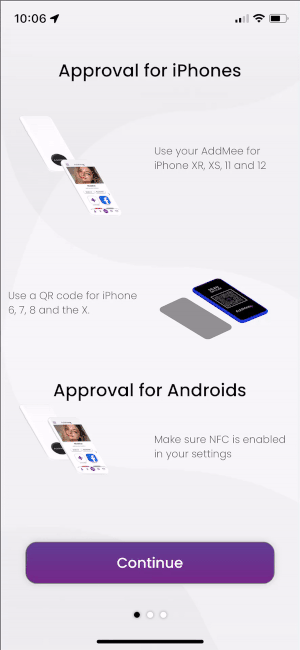 10:06
Approval for iPhones
Use your AddMee for
iPhone XR, XS, 11 and 12
Use a QR code for iPhone
6, 7, 8 and the X.
Approval for Androids
Make sure NFC is enabled
in your settings
Continue